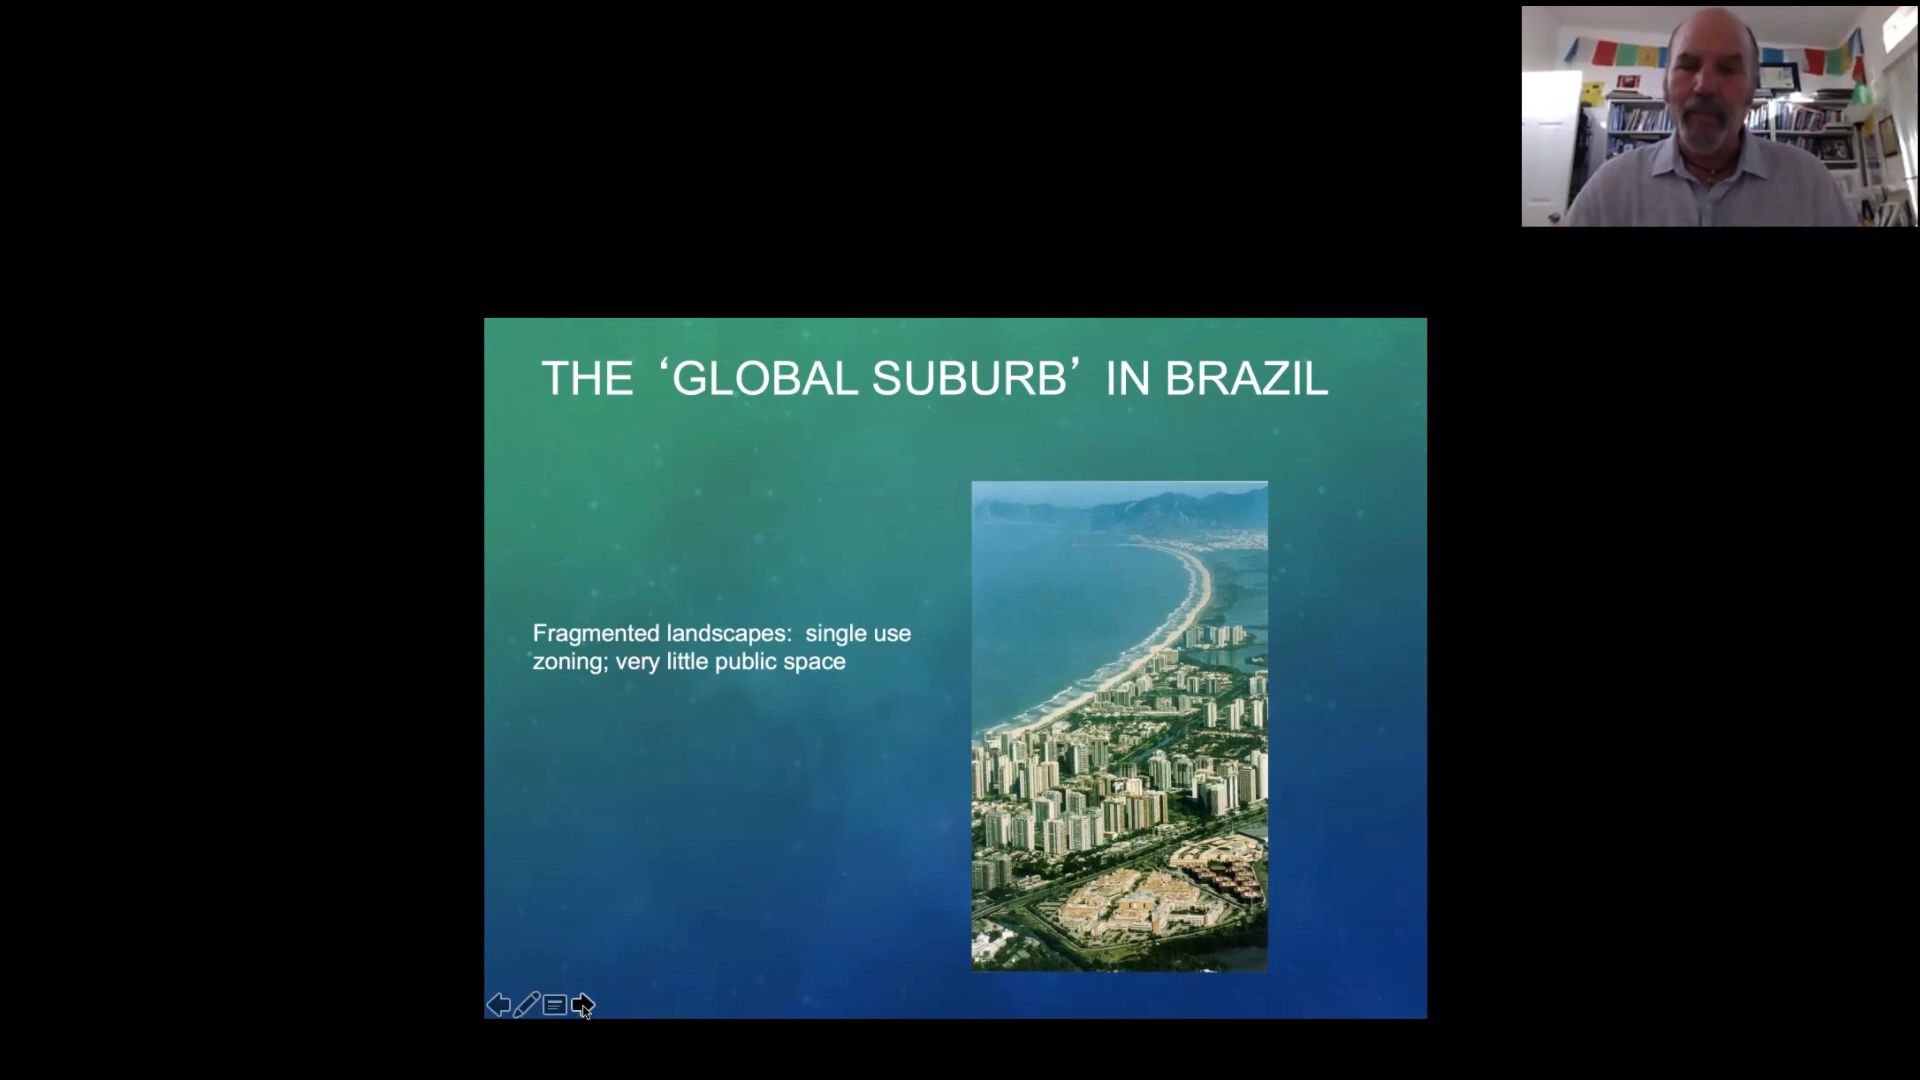 THE ‘GLOBAL SUBURB’ IN BRAZIL
Fragmented landscapes: single use
zoning; very little public space